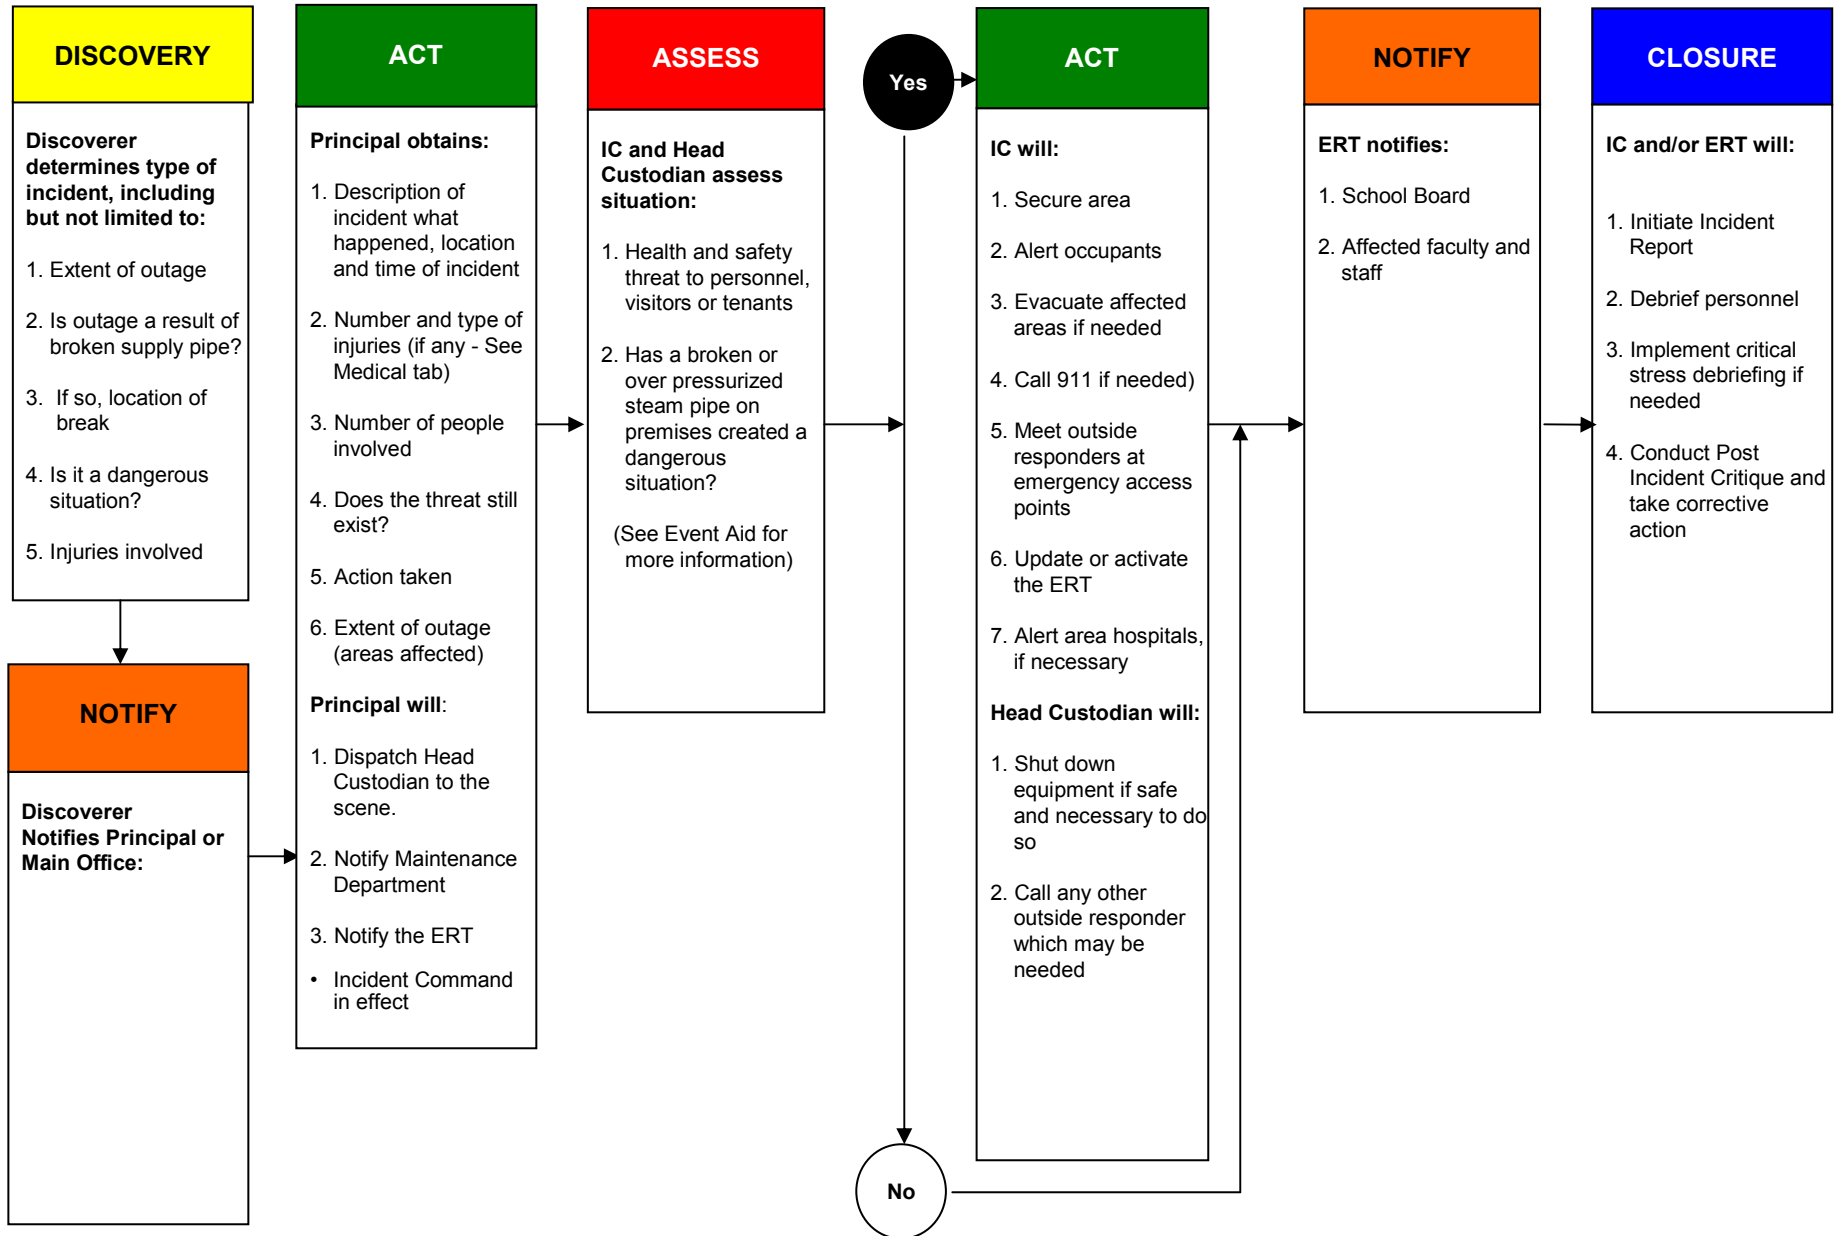 DISCOVERY
Discoverer
determines type of
incident, including
but not limited to:
1. Extent of outage
2. Is outage a result of
broken supply pipe?
3. If so, location of
break
4. Is it a dangerous
situation?
5. Injuries involved
NOTIFY
Discoverer
Notifies Principal or
Main Office:
ACT
Principal obtains:
1. Description of
incident what
happened, location
and time of incident
2. Number and type of
injuries (if any - See
Medical tab)
3. Number of people
involved
4. Does the threat still
exist?
5. Action taken
6. Extent of outage
(areas affected)
Principal will:
1. Dispatch Head
Custodian to the
scene.
2. Notify Maintenance
Department
3. Notify the ERT
• Incident Command
in effect
ASSESS
IC and Head
Custodian assess
situation:
1. Health and safety
threat to personnel,
visitors or tenants
2. Has a broken or
over pressurized
steam pipe on
premises created a
dangerous
situation?
(See Event Aid for
more information)
Yes
No
ACT
IC will:
1. Secure area
2. Alert occupants
3. Evacuate affected
areas if needed
4. Call 911 if needed)
5. Meet outside
responders at
emergency access
points
6. Update or activate
the ERT
7. Alert area hospitals,
if necessary
Head Custodian will:
1. Shut down
equipment if safe
and necessary to do
so
2. Call any other
outside responder
which may be
needed
NOTIFY
ERT notifies:
1. School Board
2. Affected faculty and
staff
CLOSURE
IC and/or ERT will:
1. Initiate Incident
Report
2. Debrief personnel
3. Implement critical
stress debriefing if
needed
4. Conduct Post
Incident Critique and
take corrective
action